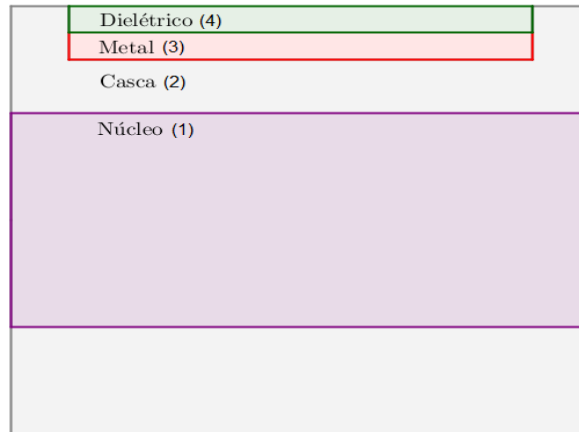 Dielétrico (4)
Metal (3)
Casca (2)
Núcleo (1)